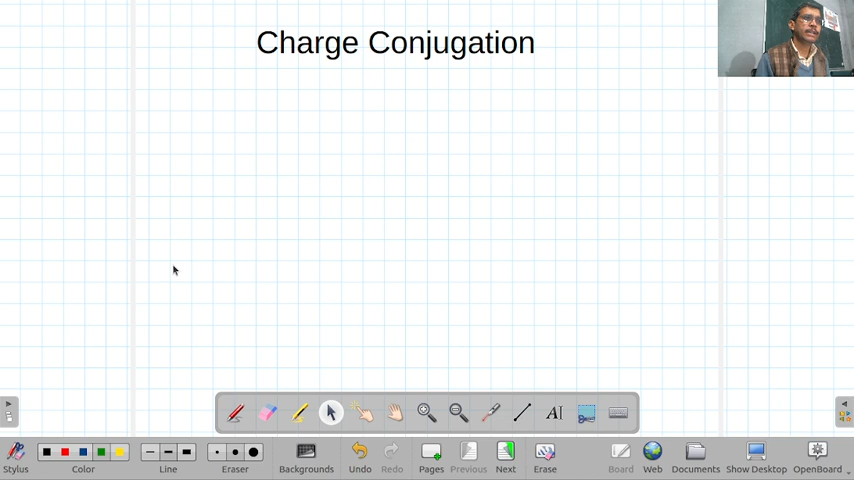 Charge Conjugation
AI
Stylus
Color
Line
Eraser
Backgrounds
Undo
Redo
Pages
Previous
Next
Erase
Board
Web
Documents
Show Desktop
OpenBoard